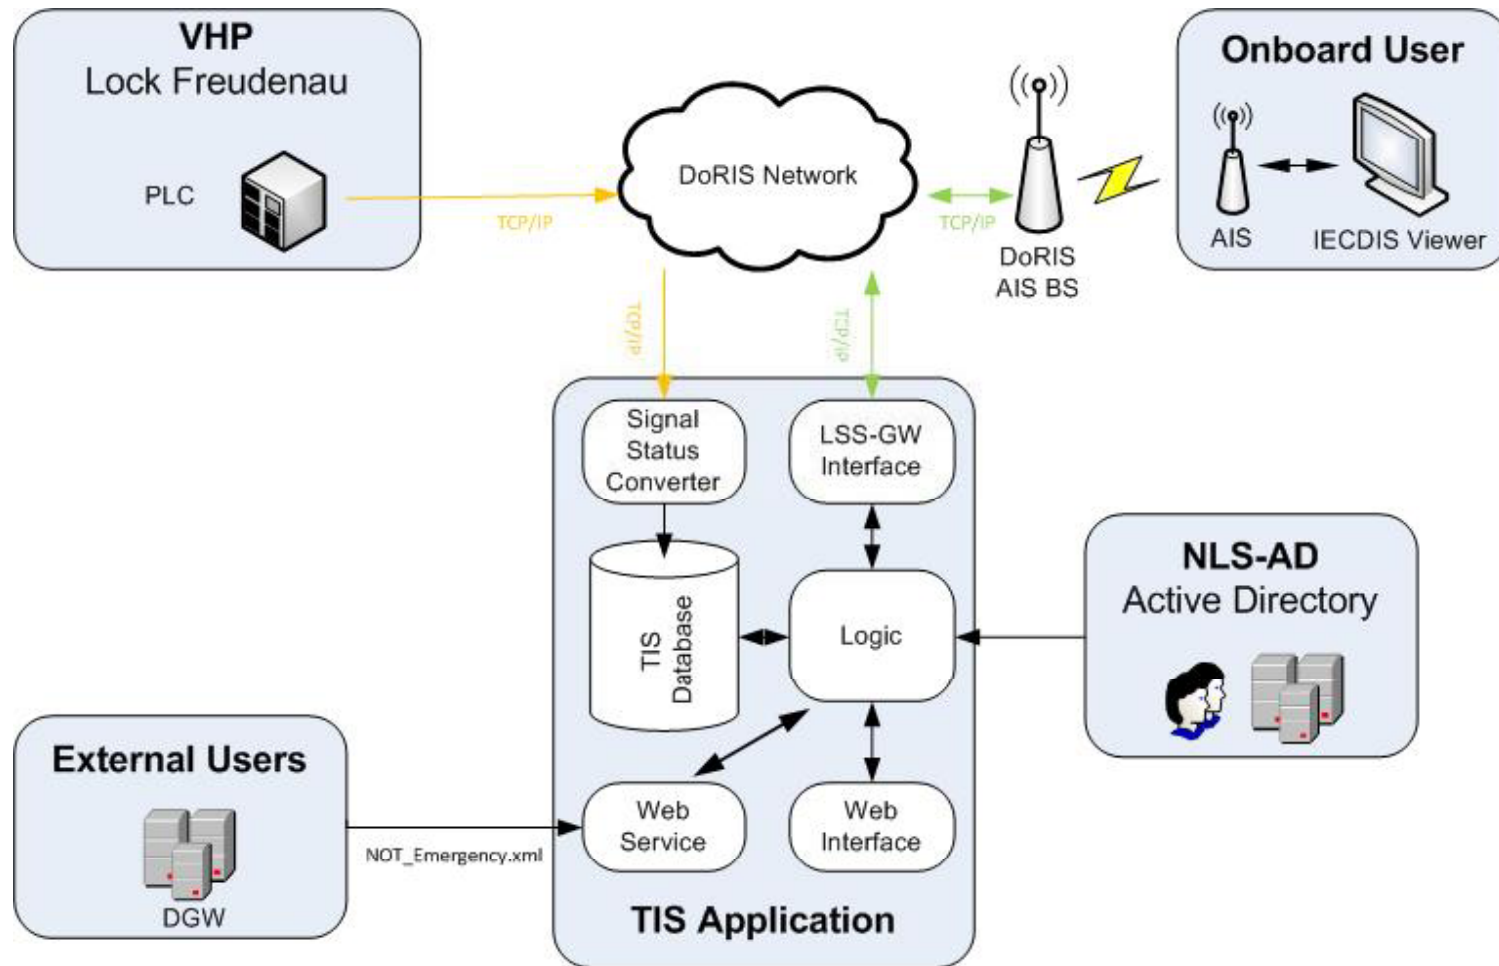 VHP
Lock Freudenau
PLC
TCP/IP
DoRIS Network
TCP/IP
DoRIS
AIS BS
Onboard User
AIS
IECDIS Viewer
TCP/IP
TCP/IP
Signal
Status
Converter
LSS-GW
Interface
TIS
Database
Logic
NLS-AD
Active Directory
External Users
DGW
NOT_Emergency.xml
Web
Service
Web
Interface
TIS Application